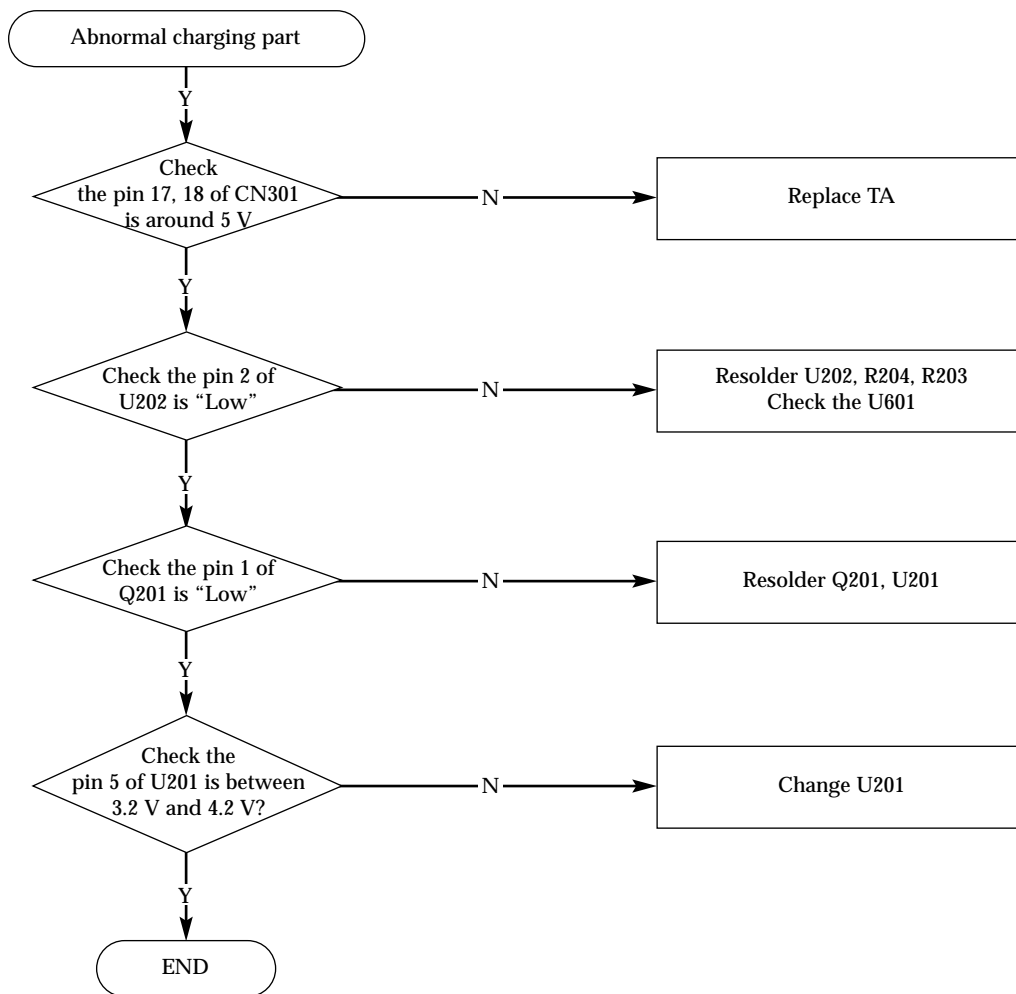 Abnormal charging part
Y
Check
the pin 17, 18 of CN301
is around 5 V
N
Replace TA
Y
Check the pin 2 of
U202 is “Low”
N
Resolder U202, R204, R203
Check the U601
Y
Check the pin 1 of
Q201 is “Low”
N
Resolder Q201, U201
Y
Check the
pin 5 of U201 is between
3.2 V and 4.2 V?
N
Change U201
Y
END